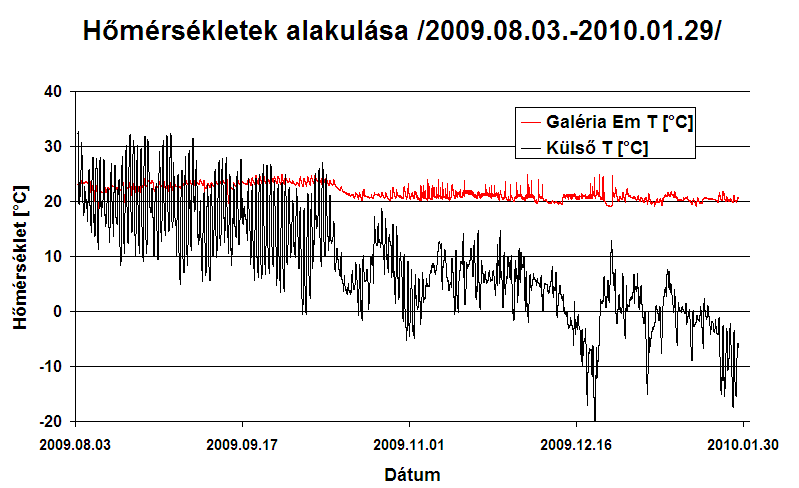 Hőmérsékletek alakulása /2009.08.03.-2010.01.29/
40
30
20
10
0
-10
-20
Hőmérséklet [°C]
Galéria Em T [°C]
Külső T [°C]
2009.08.03
2009.09.17
2009.11.01
2009.12.16
2010.01.30
Dátum